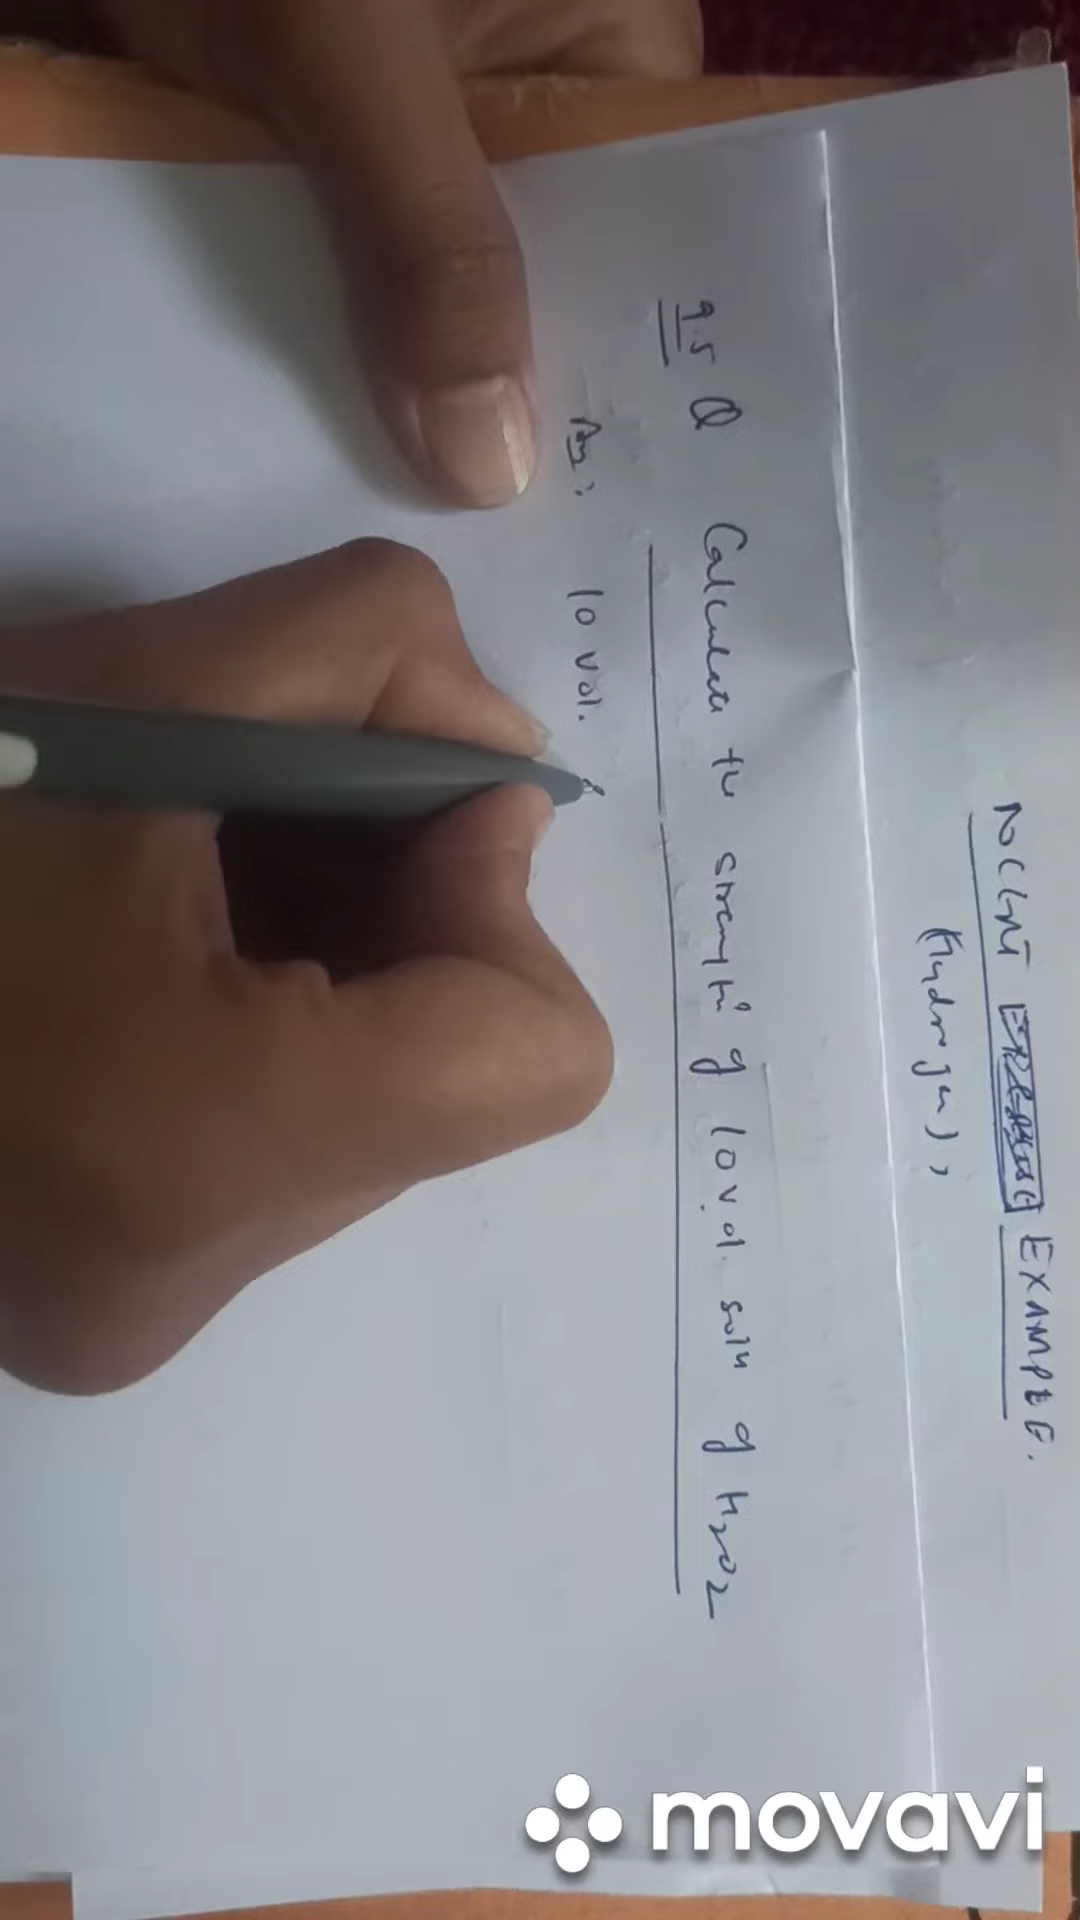 NCERT EXAMPLE.
(Hydrogen),
9.5 Q Calculate the strength of 10 vol. soln of H2O2
Ans: 10 vol.
movavi